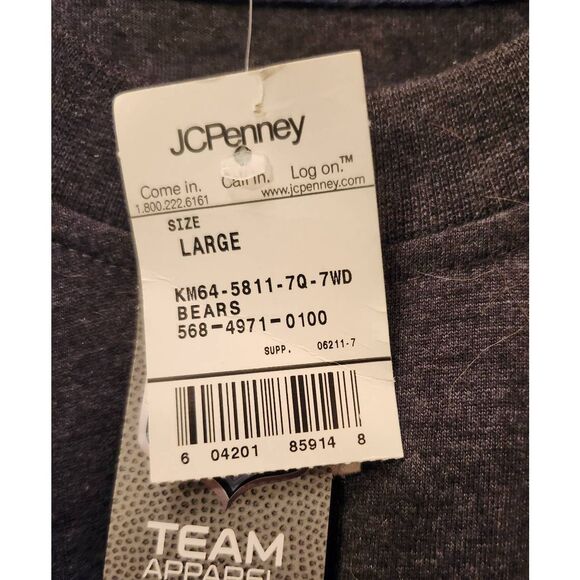 JCPenney
Come in. Call in. Log on.™
1.800.222.6161 www.jcpenney.com
SIZE
LARGE
KM64-5811-7Q-7WD
BEARS
568-4971-0100
SUPP. 06211-7
6 04201 85914 8
TEAM
APPAREL